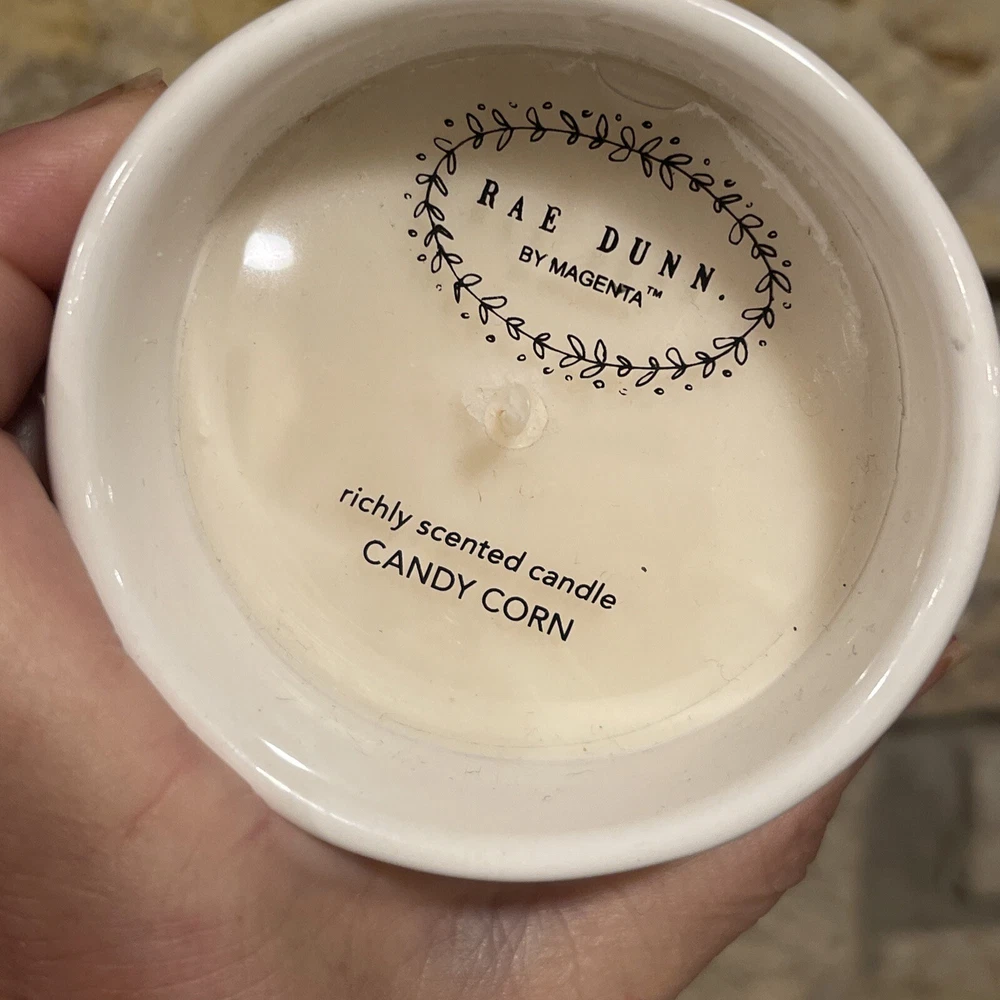 RAE DUNN.
BY MAGENTA™
richly scented candle
CANDY CORN